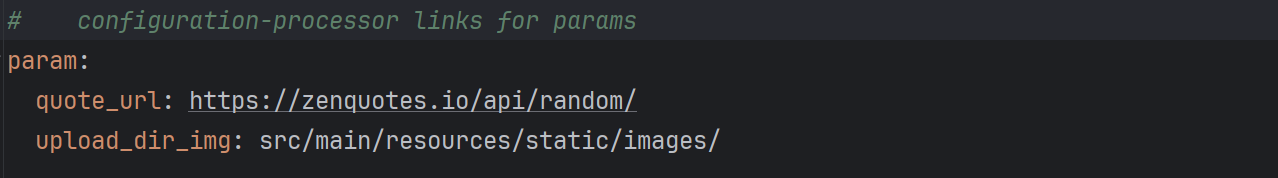 #    configuration-processor links for params
param:
  quote_url: https://zenquotes.io/api/random/
  upload_dir_img: src/main/resources/static/images/